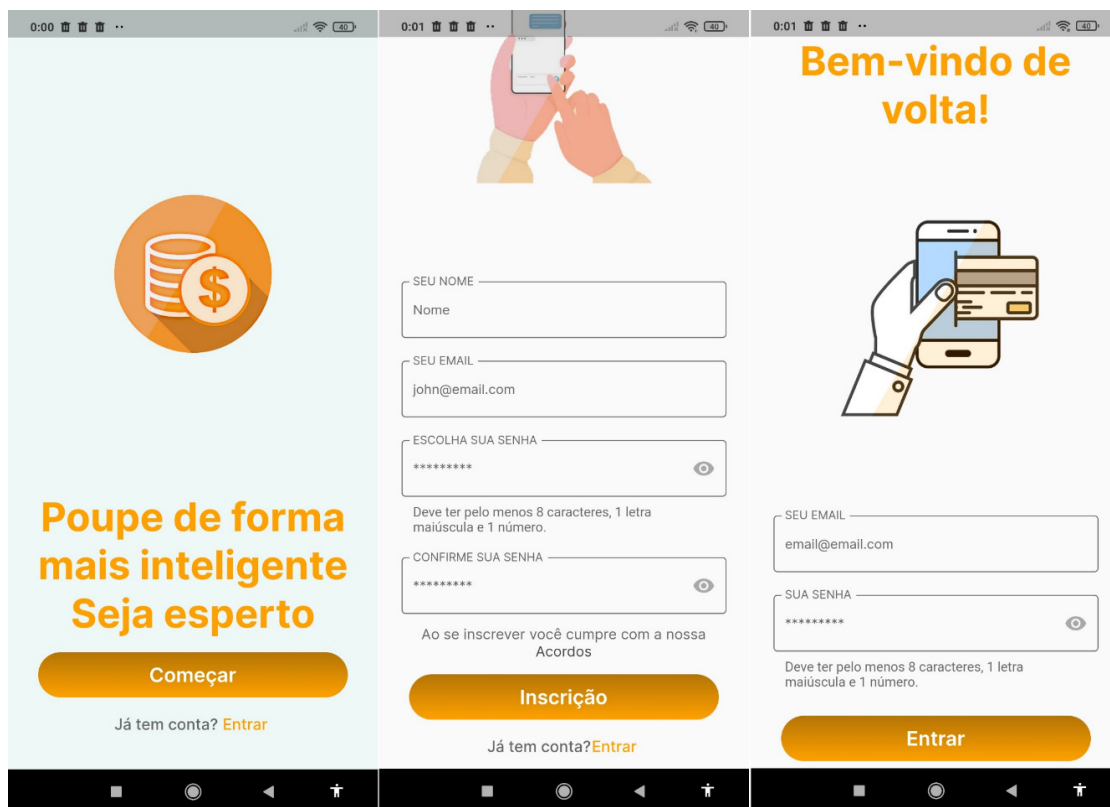 0:00
40
Poupe de forma
mais inteligente
Seja esperto
Começar
Já tem conta? Entrar
0:01
40
SEU NOME
Nome
SEU EMAIL
john@email.com
ESCOLHA SUA SENHA
*********
Deve ter pelo menos 8 caracteres, 1 letra
maiúscula e 1 número.
CONFIRME SUA SENHA
*********
Ao se inscrever você cumpre com a nossa
Acordos
Inscrição
Já tem conta?Entrar
0:01
40
Bem-vindo de
volta!
SEU EMAIL
email@email.com
SUA SENHA
*********
Deve ter pelo menos 8 caracteres, 1 letra
maiúscula e 1 número.
Entrar